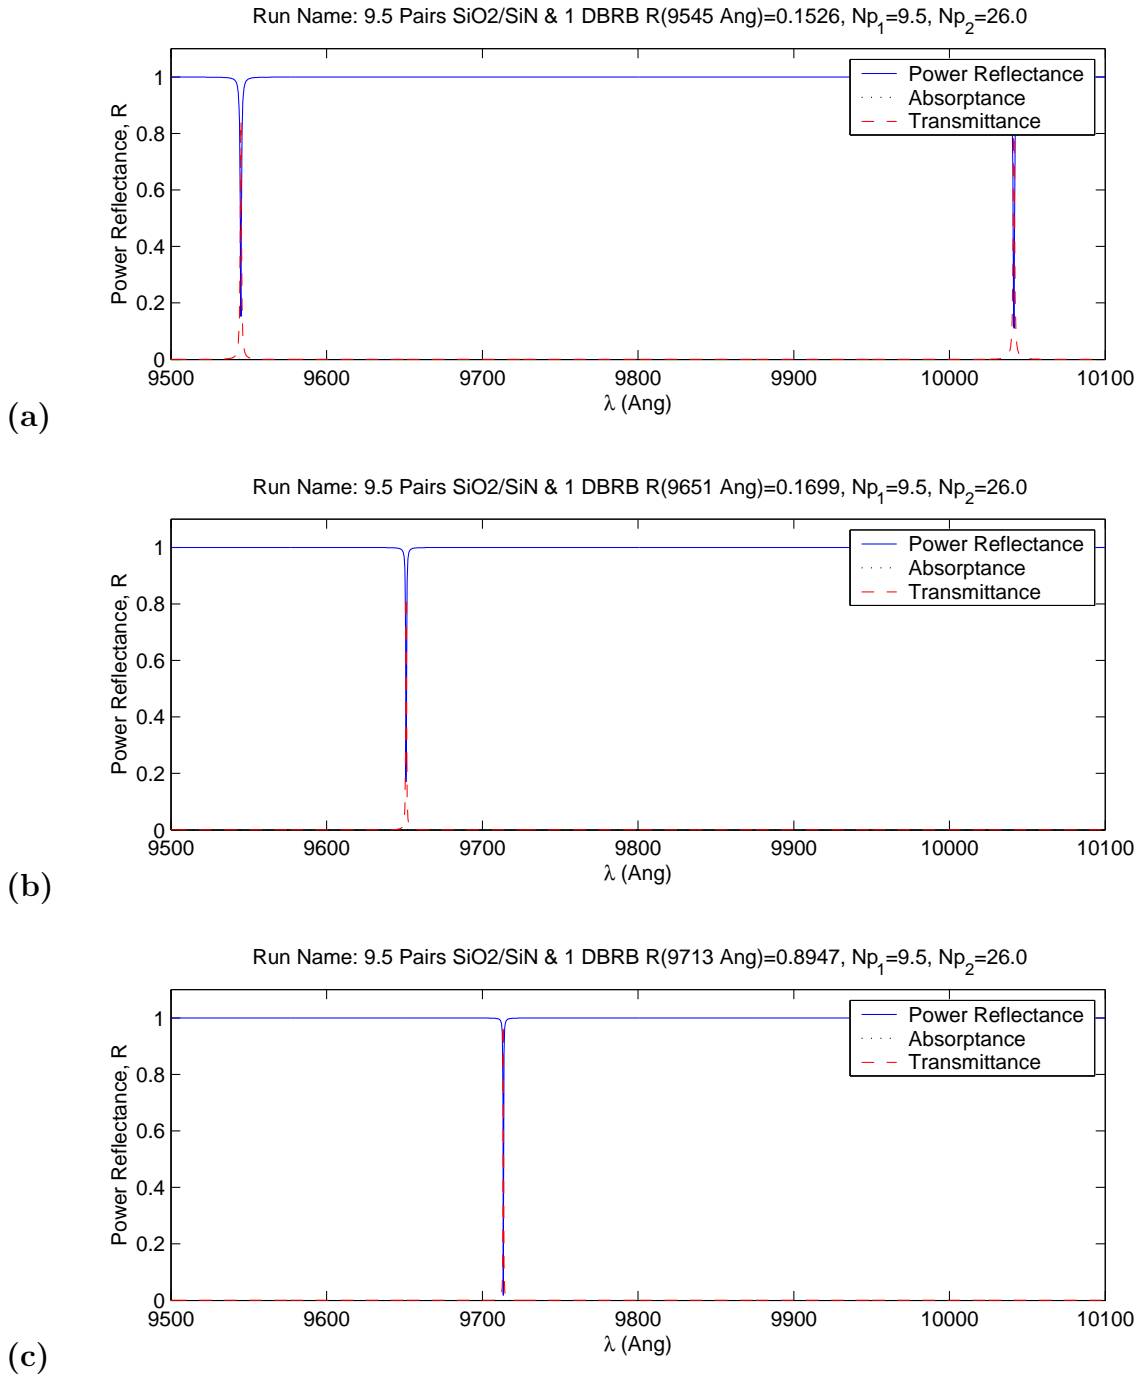 Run Name: 9.5 Pairs SiO2/SiN & 1 DBRB R(9545 Ang)=0.1526, Np1=9.5, Np2=26.0
Power Reflectance, R
1
0.8
0.6
0.4
0.2
0
Power Reflectance
Absorptance
Transmittance
9500 9600 9700 9800 9900 10000 10100
λ (Ang)
(a)
Run Name: 9.5 Pairs SiO2/SiN & 1 DBRB R(9651 Ang)=0.1699, Np1=9.5, Np2=26.0
Power Reflectance, R
1
0.8
0.6
0.4
0.2
0
Power Reflectance
Absorptance
Transmittance
9500 9600 9700 9800 9900 10000 10100
λ (Ang)
(b)
Run Name: 9.5 Pairs SiO2/SiN & 1 DBRB R(9713 Ang)=0.8947, Np1=9.5, Np2=26.0
Power Reflectance, R
1
0.8
0.6
0.4
0.2
0
Power Reflectance
Absorptance
Transmittance
9500 9600 9700 9800 9900 10000 10100
λ (Ang)
(c)